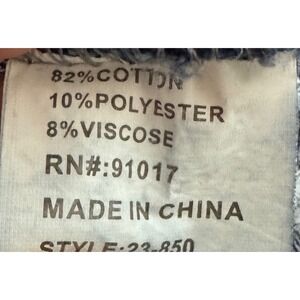 82%COTTON
10%POLYESTER
8%VISCOSE
RN#:91017
MADE IN CHINA
STYLE:23-850